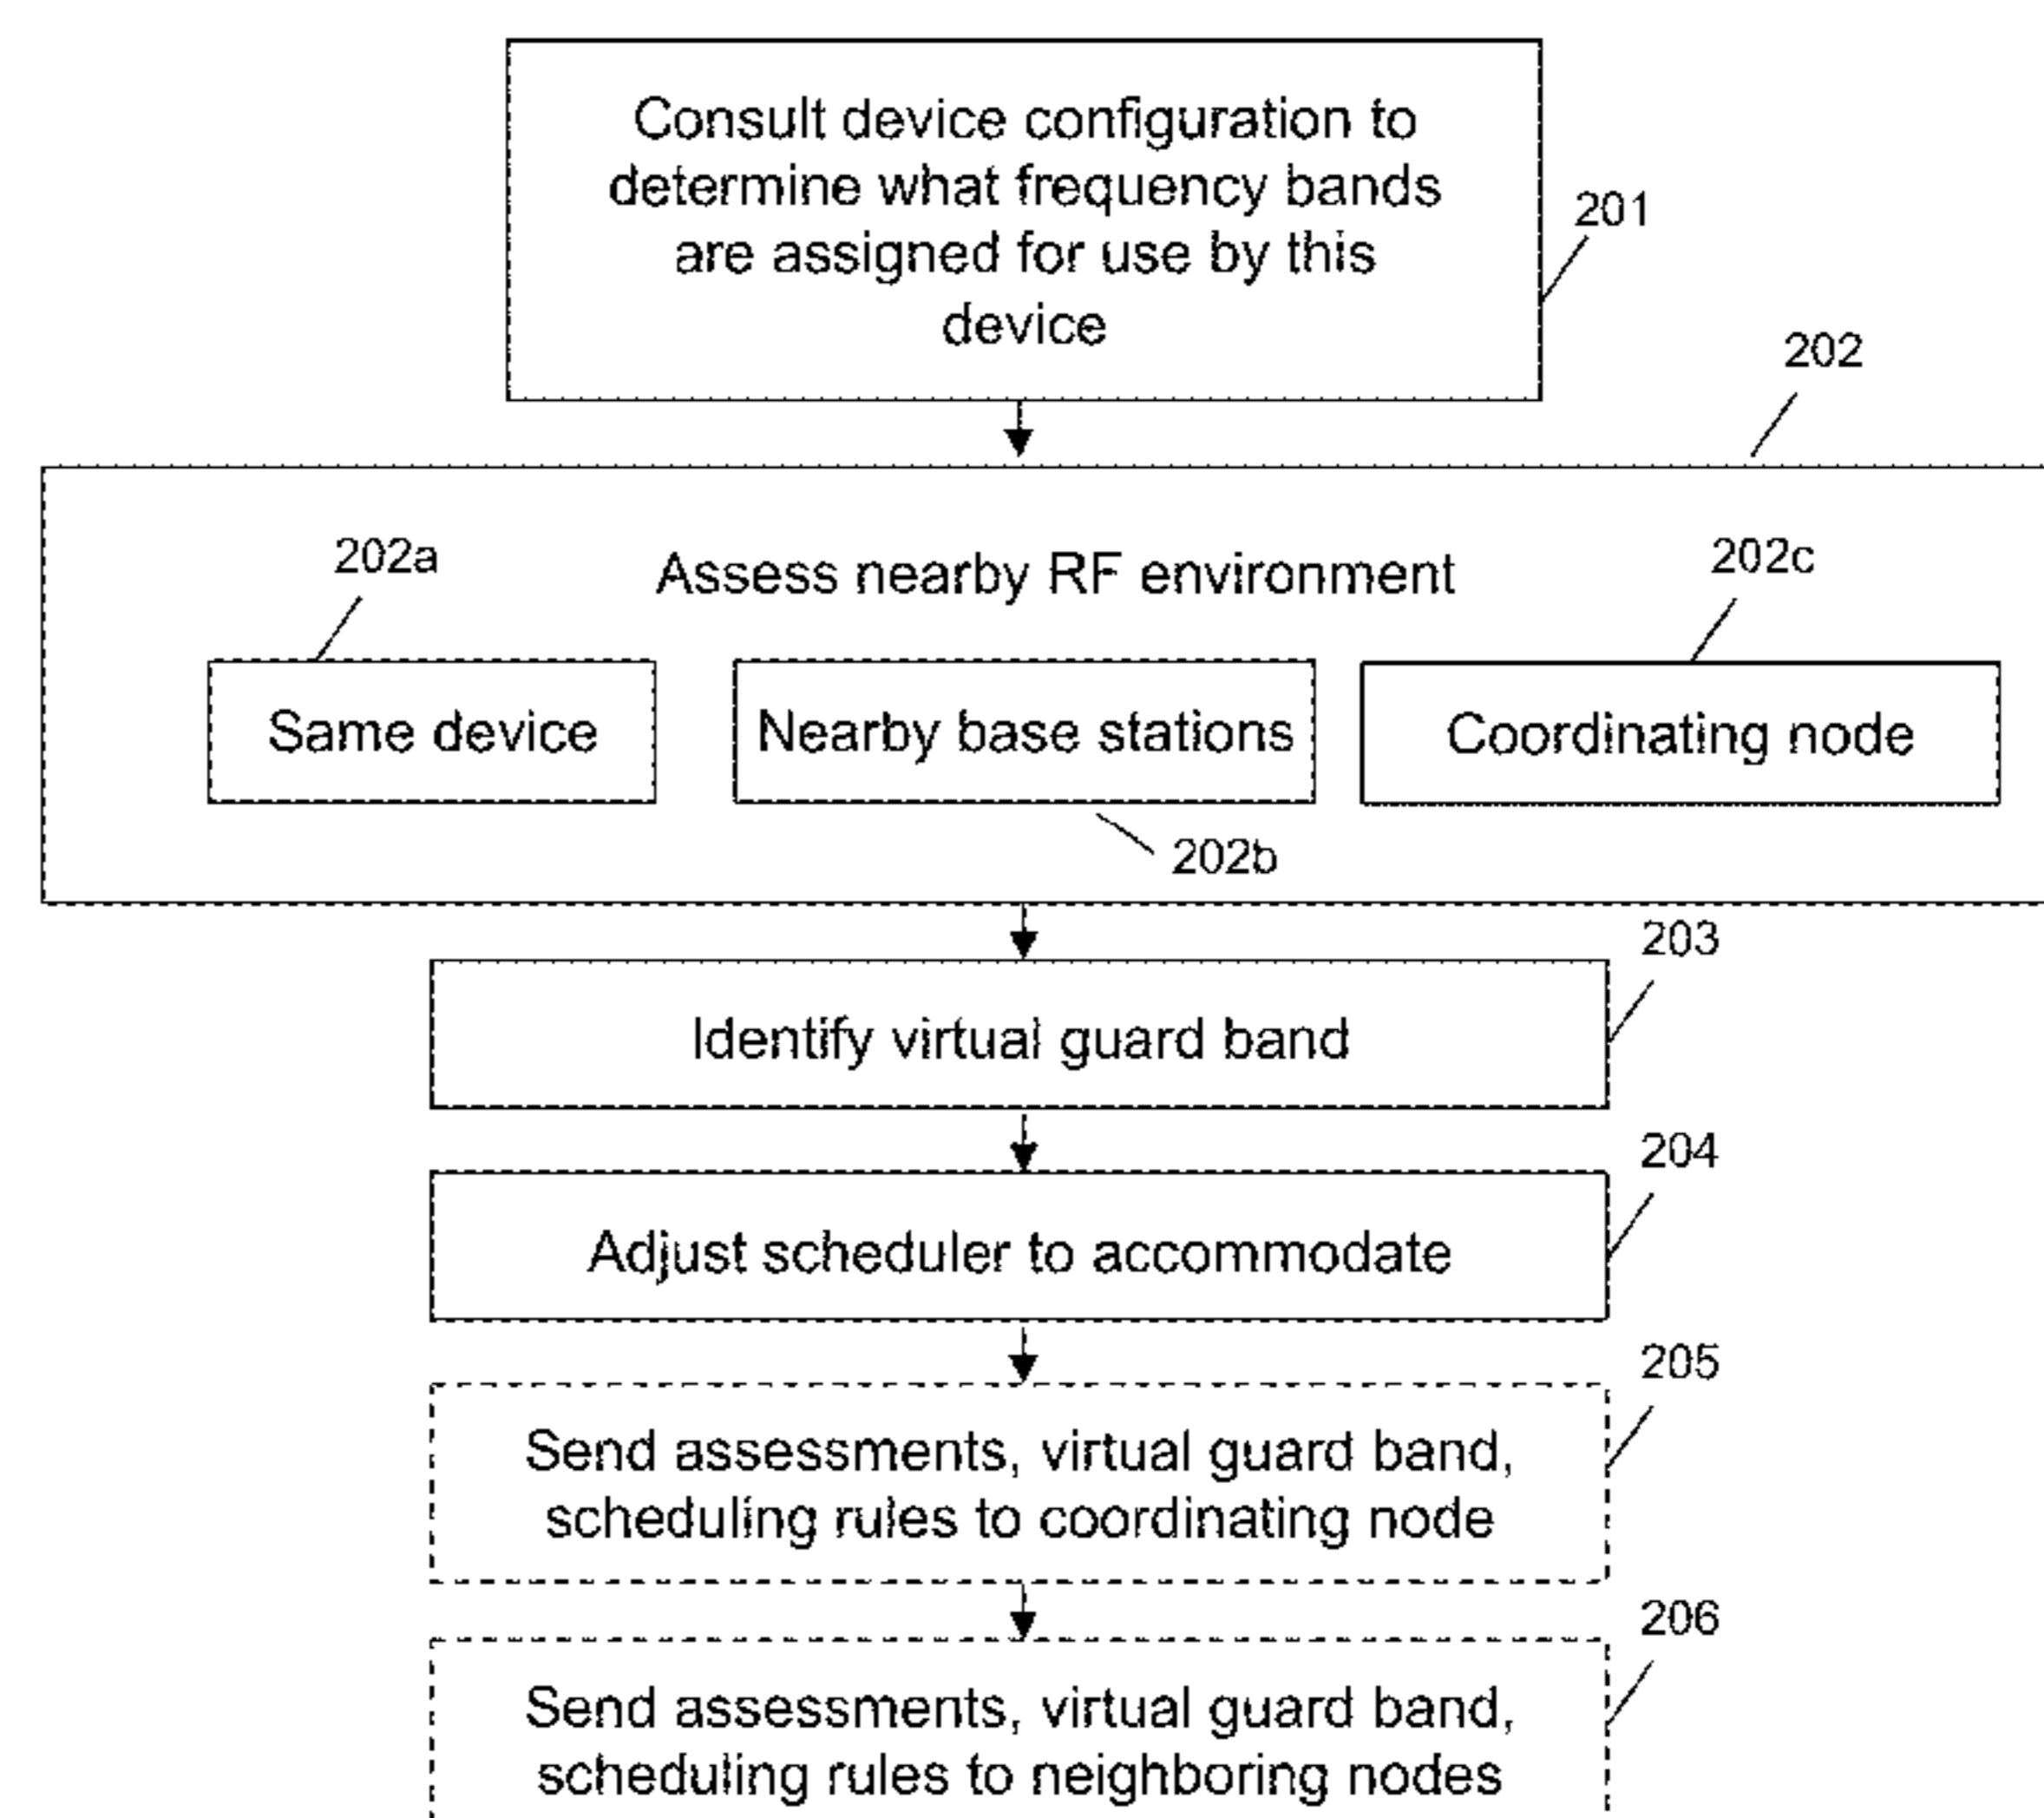 Consult device configuration to
determine what frequency bands
are assigned for use by this
device
201
202
202a
Assess nearby RF environment
202c
Same device
Nearby base stations
Coordinating node
202b
203
Identify virtual guard band
204
Adjust scheduler to accommodate
205
Send assessments, virtual guard band,
scheduling rules to coordinating node
206
Send assessments, virtual guard band,
scheduling rules to neighboring nodes